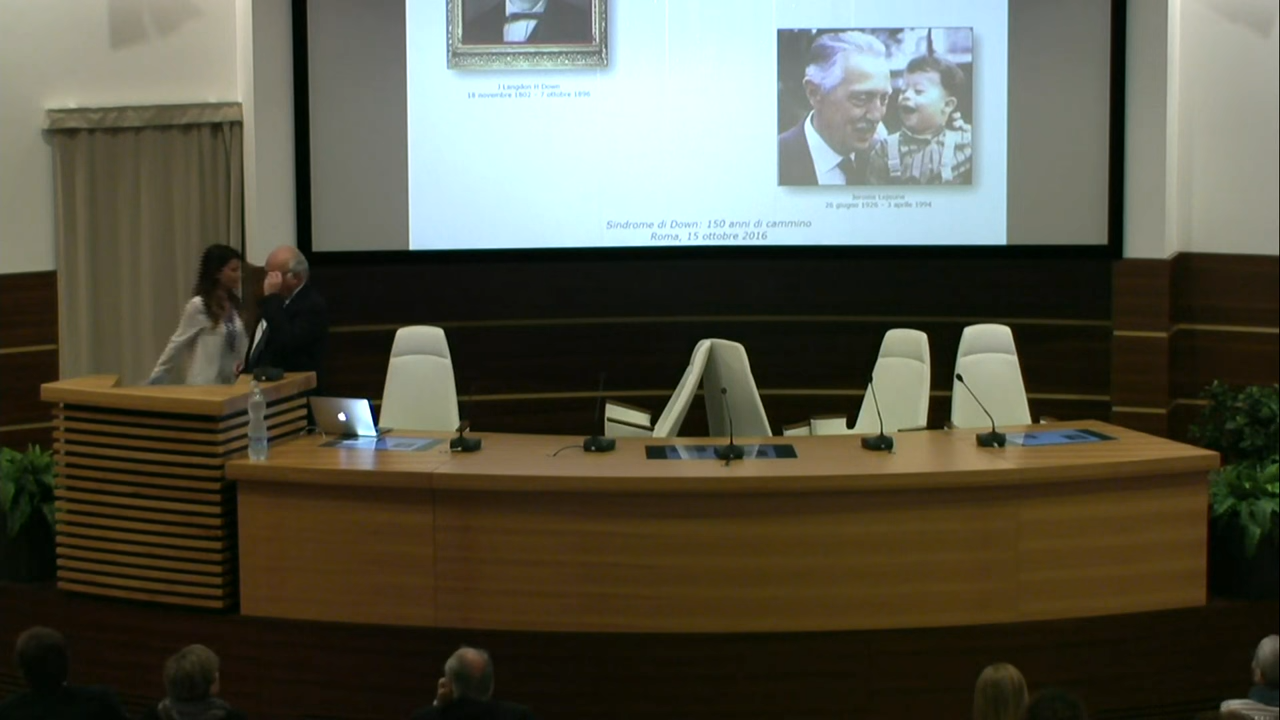 J Langdon H Down
18 novembre 1802 - 7 ottobre 1896
Jerome Lejeune
26 giugno 1926 - 3 aprile 1994
Sindrome di Down: 150 anni di cammino
Roma, 15 ottobre 2016